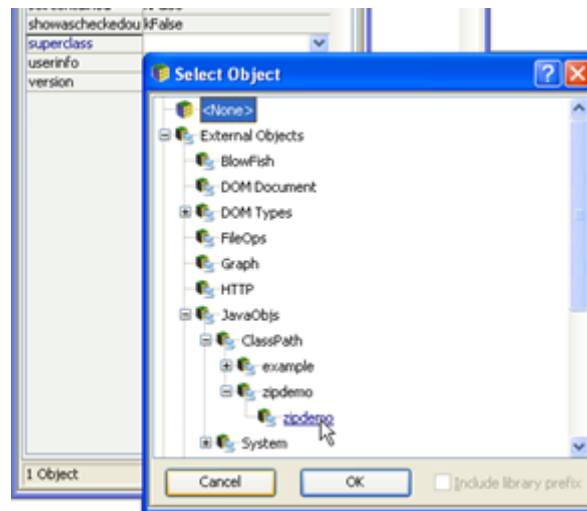 showascheckedou kFalse
superclass
userinfo
version
Select Object
<None>
External Objects
BlowFish
DOM Document
DOM Types
FileOps
Graph
HTTP
JavaObjs
ClassPath
example
zipdemo
zipdemo
System
1 Object
Cancel OK Include library prefix